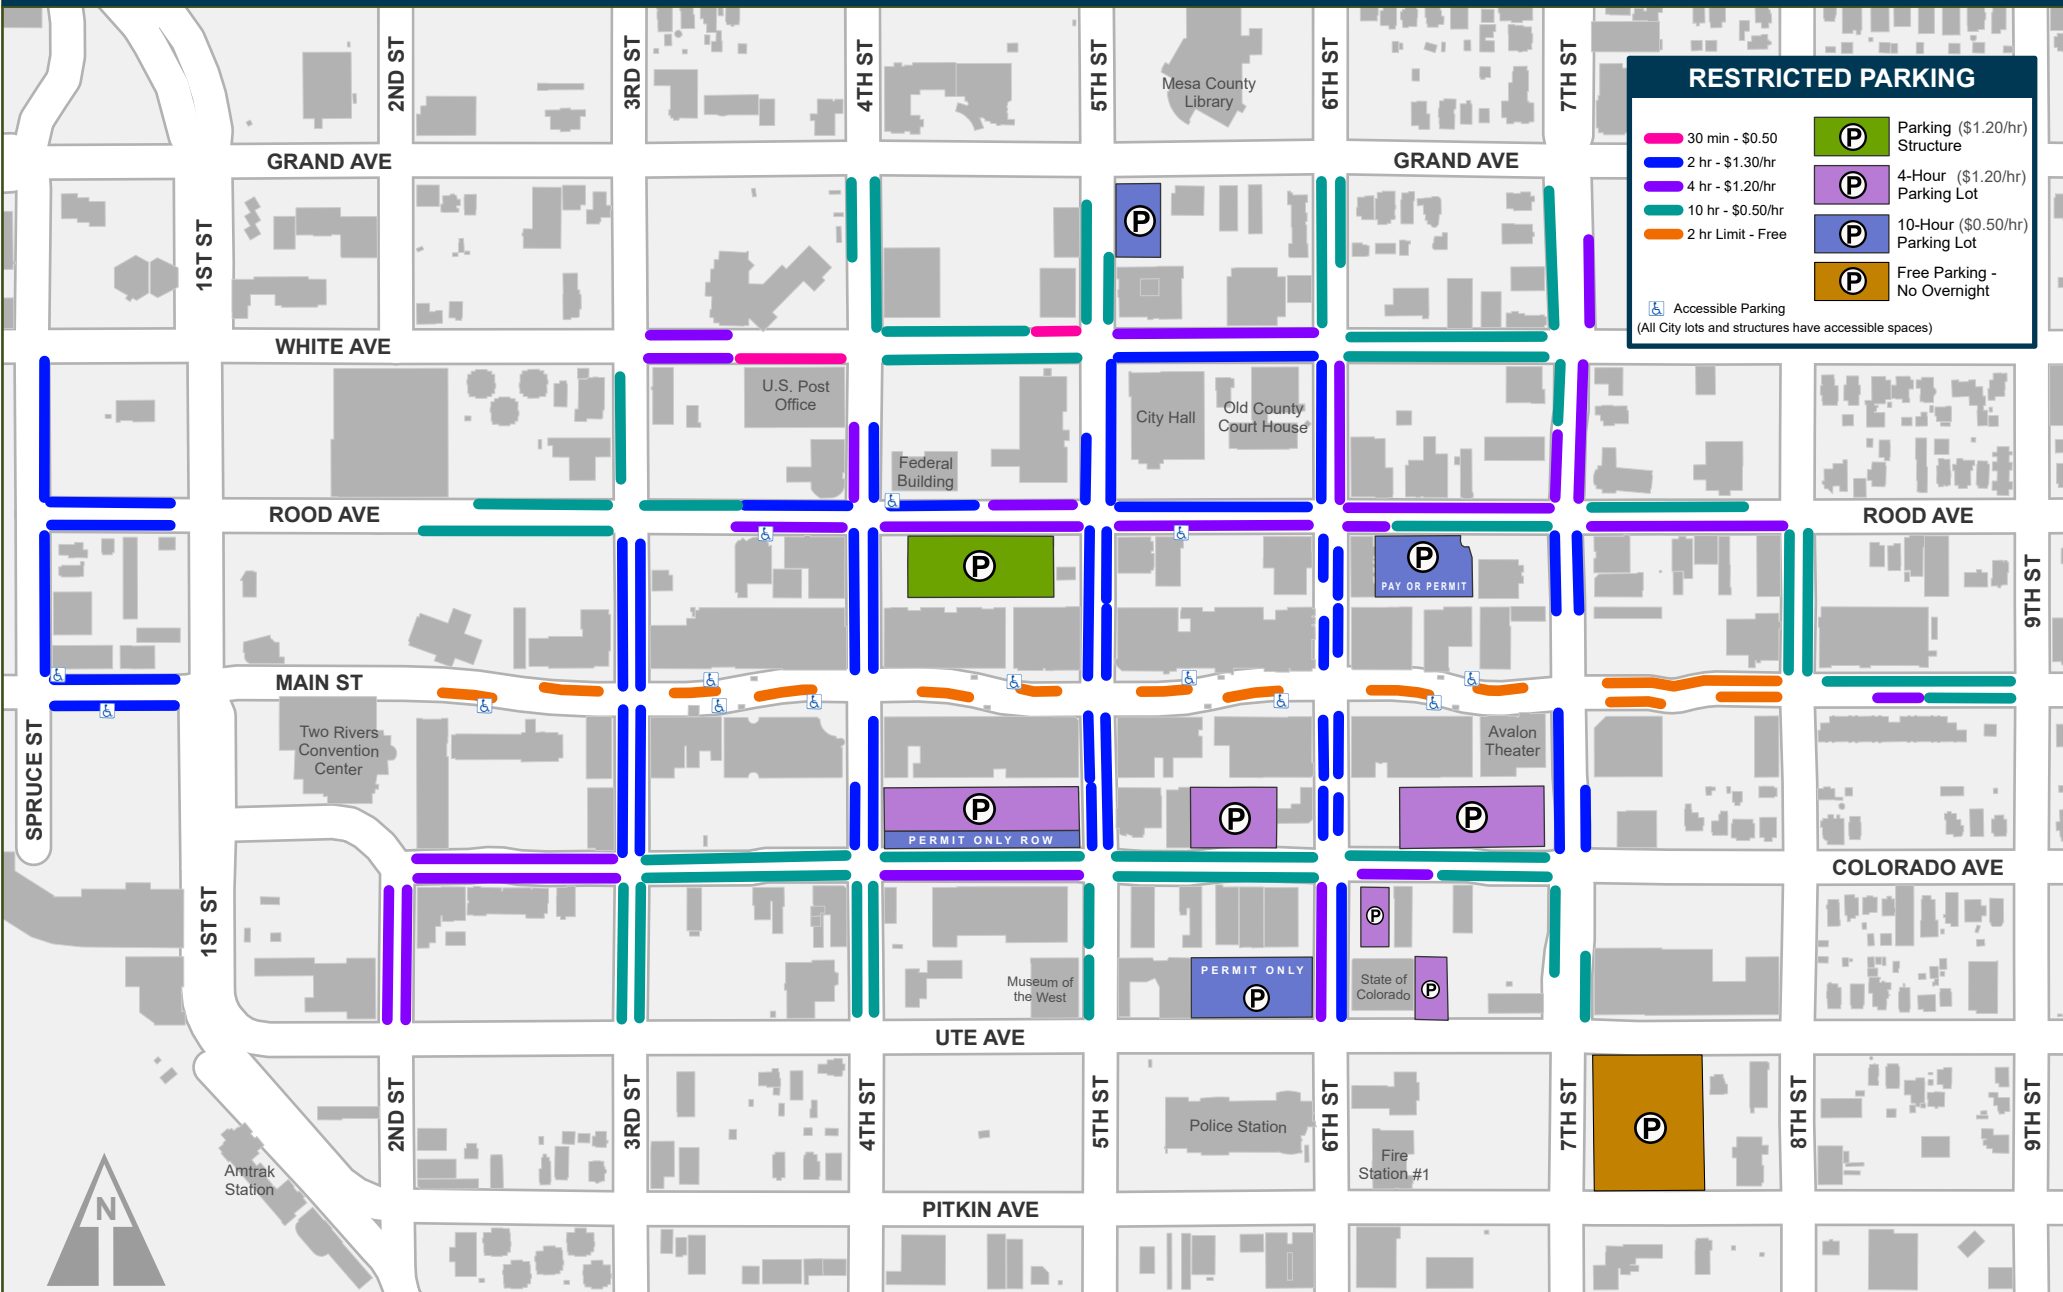 2ND ST
3RD ST
4TH ST
5TH ST
6TH ST
7TH ST
Mesa County
Library
RESTRICTED PARKING
30 min - $0.50
2 hr - $1.30/hr
4 hr - $1.20/hr
10 hr - $0.50/hr
2 hr Limit - Free
P
Parking ($1.20/hr)
Structure
P
4-Hour ($1.20/hr)
Parking Lot
P
10-Hour ($0.50/hr)
Parking Lot
P
Free Parking -
No Overnight
Accessible Parking
(All City lots and structures have accessible spaces)
GRAND AVE
GRAND AVE
1ST ST
P
WHITE AVE
U.S. Post
Office
City Hall
Old County
Court House
Federal
Building
ROOD AVE
ROOD AVE
P
P
PAY OR PERMIT
9TH ST
MAIN ST
Two Rivers
Convention
Center
Avalon
Theater
SPRUCE ST
P
PERMIT ONLY ROW
P
P
COLORADO AVE
1ST ST
P
PERMIT ONLY
P
Museum of
the West
State of
Colorado
P
UTE AVE
2ND ST
3RD ST
4TH ST
5TH ST
6TH ST
7TH ST
8TH ST
9TH ST
Police Station
P
Fire
Station #1
Amtrak
Station
N
PITKIN AVE